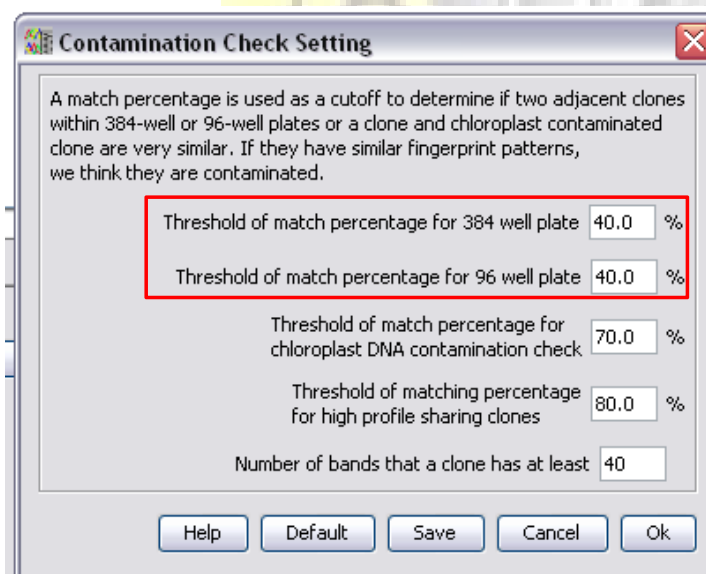 Contamination Check Setting
A match percentage is used as a cutoff to determine if two adjacent clones
within 384-well or 96-well plates or a clone and chloroplast contaminated
clone are very similar. If they have similar fingerprint patterns,
we think they are contaminated.
Threshold of match percentage for 384 well plate 40.0 %
Threshold of match percentage for 96 well plate 40.0 %
Threshold of match percentage for
chloroplast DNA contamination check 70.0 %
Threshold of matching percentage
for high profile sharing clones 80.0 %
Number of bands that a clone has at least 40
Help Default Save Cancel Ok